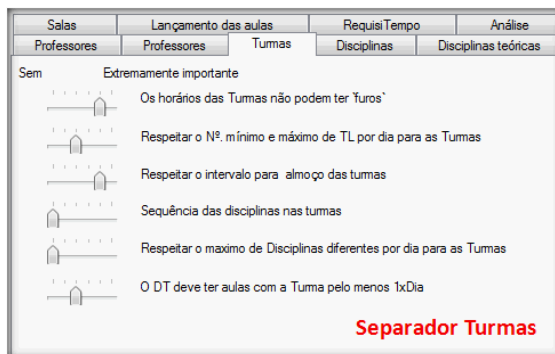 Salas Lançamento das aulas RequisiTempo Análise
Professores Professores Turmas Disciplinas Disciplinas teóricas
Sem Extremamente importante
Os horários das Turmas não podem ter 'furos`
Respeitar o Nº. mínimo e máximo de TL por dia para as Turmas
Respeitar o intervalo para almoço das turmas
Sequência das disciplinas nas turmas
Respeitar o maximo de Disciplinas diferentes por dia para as Turmas
O DT deve ter aulas com a Turma pelo menos 1xDia
Separador Turmas